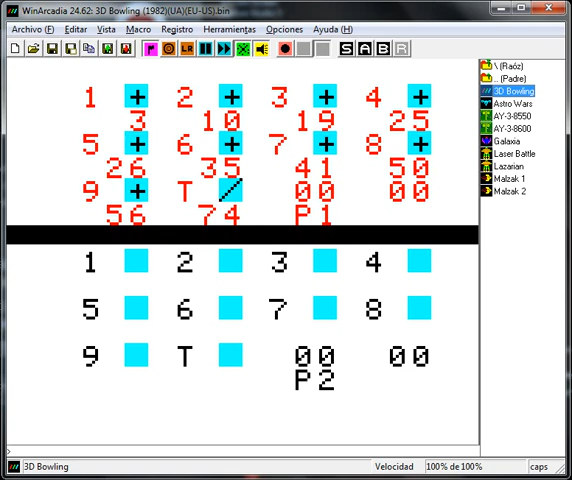 WinArcadia 24.62: 3D Bowling (1982)(UA)(EU-US).bin
Archivo (F) Editar Vista Macro Registro Herramientas Opciones Ayuda (H)
1 + 2 + 3 + 4 +
3 10 19 25
5 + 6 + 7 + 8 +
26 35 41 50
9 + T / 00 00
56 74 P1
1 2 3 4
5 6 7 8
9 T 00 00
P2
\ (Raóz)
.. (Padre)
3D Bowling
Astro Wars
AY-3-8550
AY-3-8600
Galaxia
Laser Battle
Lazarian
Malzak 1
Malzak 2
LR
S A B R
>
3D Bowling Velocidad 100% de 100% caps